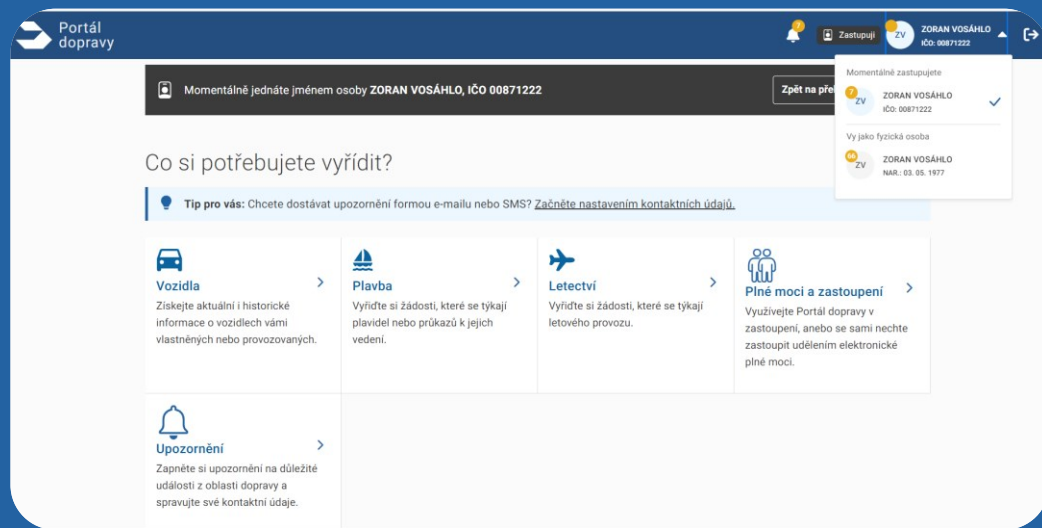 Portál
dopravy
7
Zastupuji
ZV
ZORAN VOSÁHLO
IČO: 00871222
Momentálně jednáte jménem osoby ZORAN VOSÁHLO, IČO 00871222
Zpět na pře
Momentálně zastupujete
7
ZV
ZORAN VOSÁHLO
IČO: 00871222
Vy jako fyzická osoba
66
ZV
ZORAN VOSÁHLO
NAR.: 03. 05. 1977
Co si potřebujete vyřídit?
Tip pro vás: Chcete dostávat upozornění formou e-mailu nebo SMS? Začněte nastavením kontaktních údajů.
Vozidla
Získejte aktuální i historické
informace o vozidlech vámi
vlastněných nebo provozovaných.
Plavba
Vyřiďte si žádosti, které se týkají
plavidel nebo průkazů k jejich
vedení.
Letectví
Vyřiďte si žádosti, které se týkají
letového provozu.
Plné moci a zastoupení
Využívejte Portál dopravy v
zastoupení, anebo se sami nechte
zastoupit udělením elektronické
plné moci.
Upozornění
Zapněte si upozornění na důležité
události z oblasti dopravy a
spravujte své kontaktní údaje.